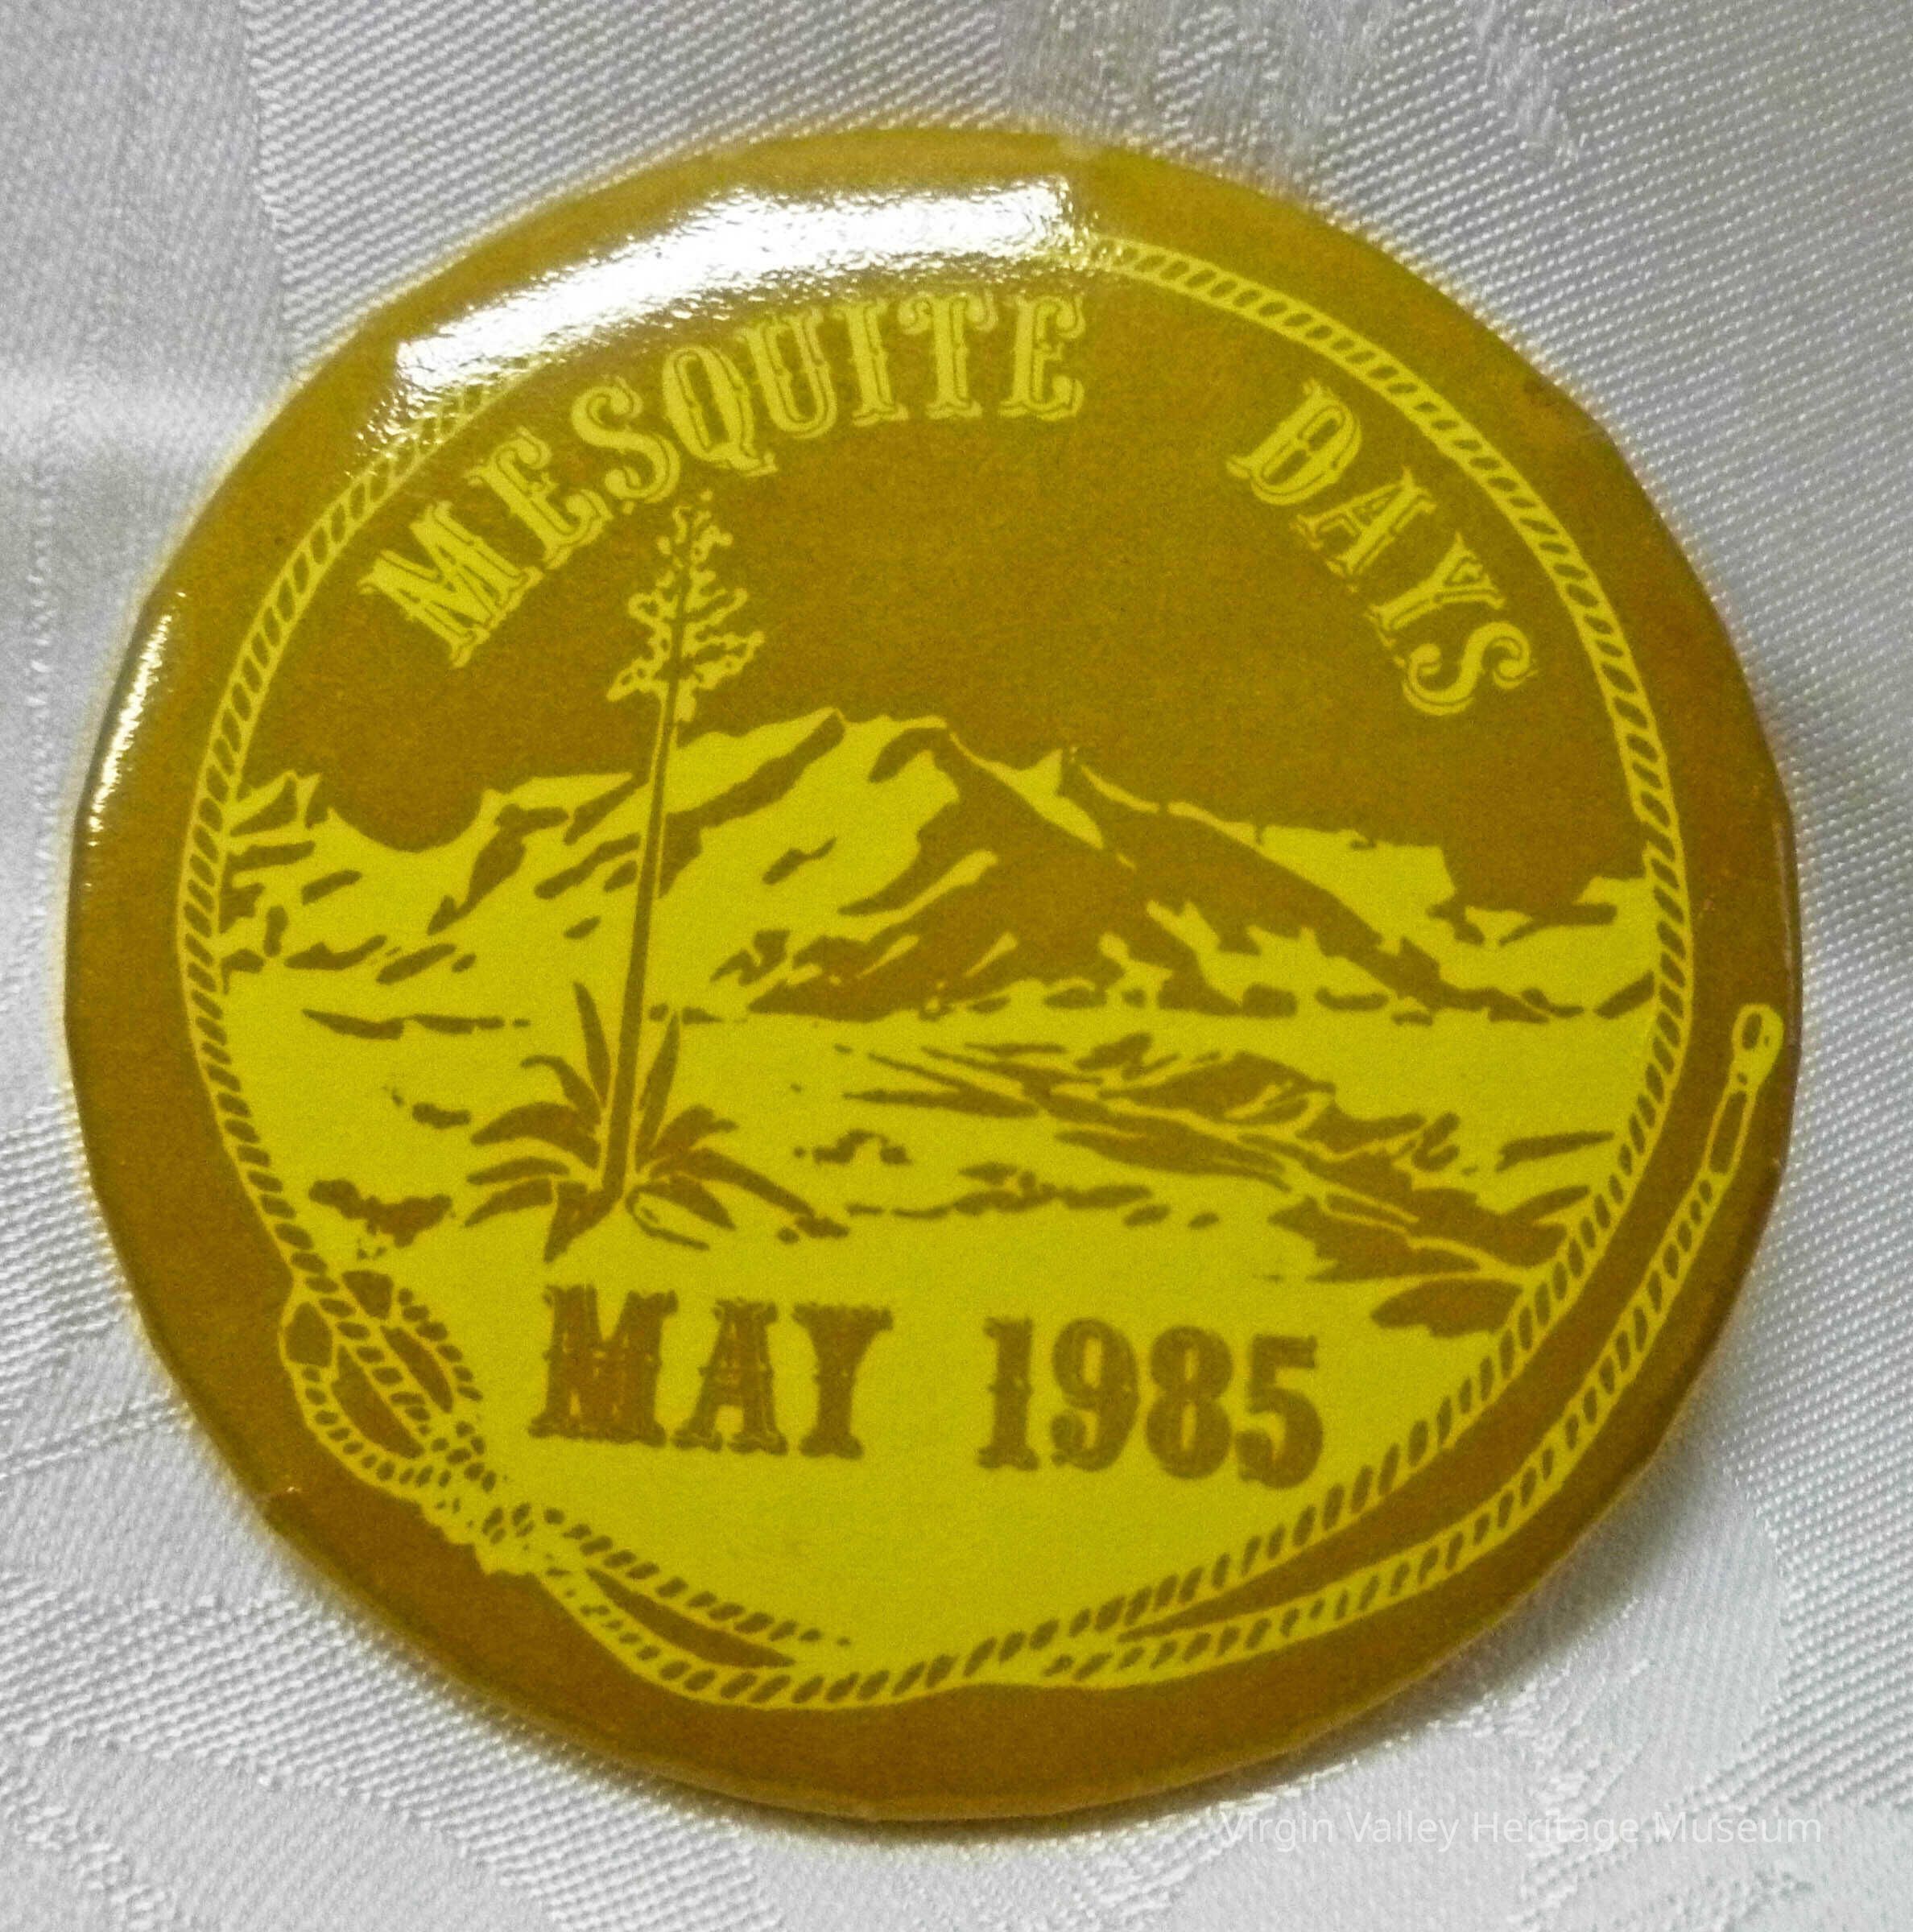 MESQUITE DAYS
MAY 1985
Virgin Valley Heritage Museum